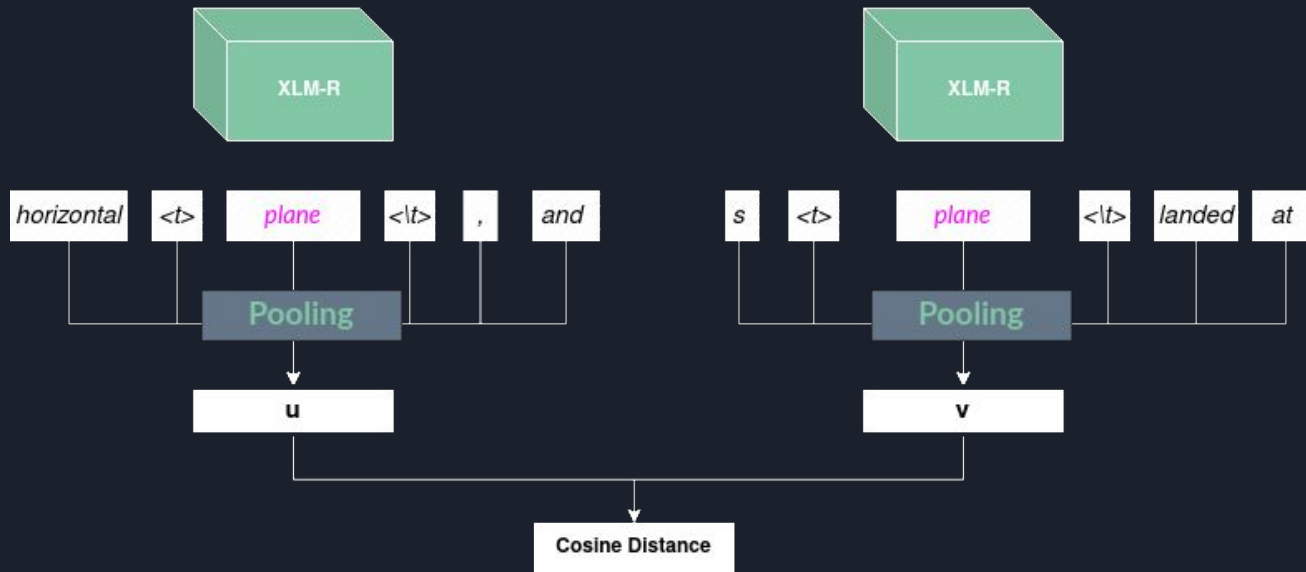 XLM-R XLM-R
horizontal <t> plane <\t> , and s <t> plane <\t> landed at
Pooling Pooling
u v
Cosine Distance